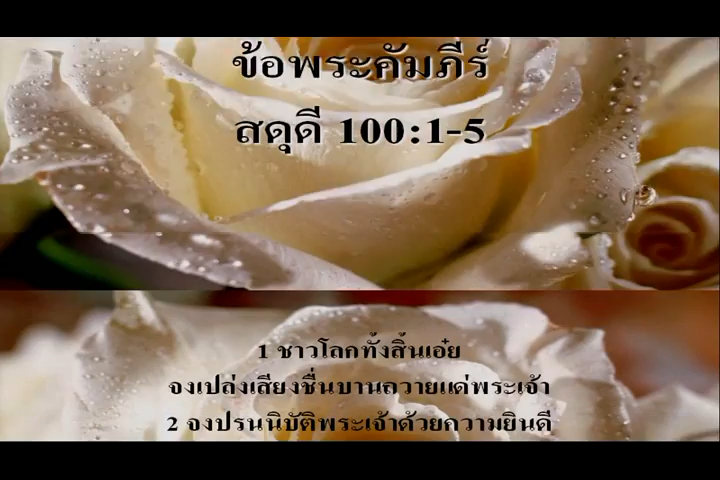 ข้อพระคัมภีร์
สดุดี 100:1-5
1 ชาวโลกทั้งสิ้นเอ๋ย
จงเปล่งเสียงชื่นบานถวายแด่พระเจ้า
2 จงปรนนิบัติพระเจ้าด้วยความยินดี